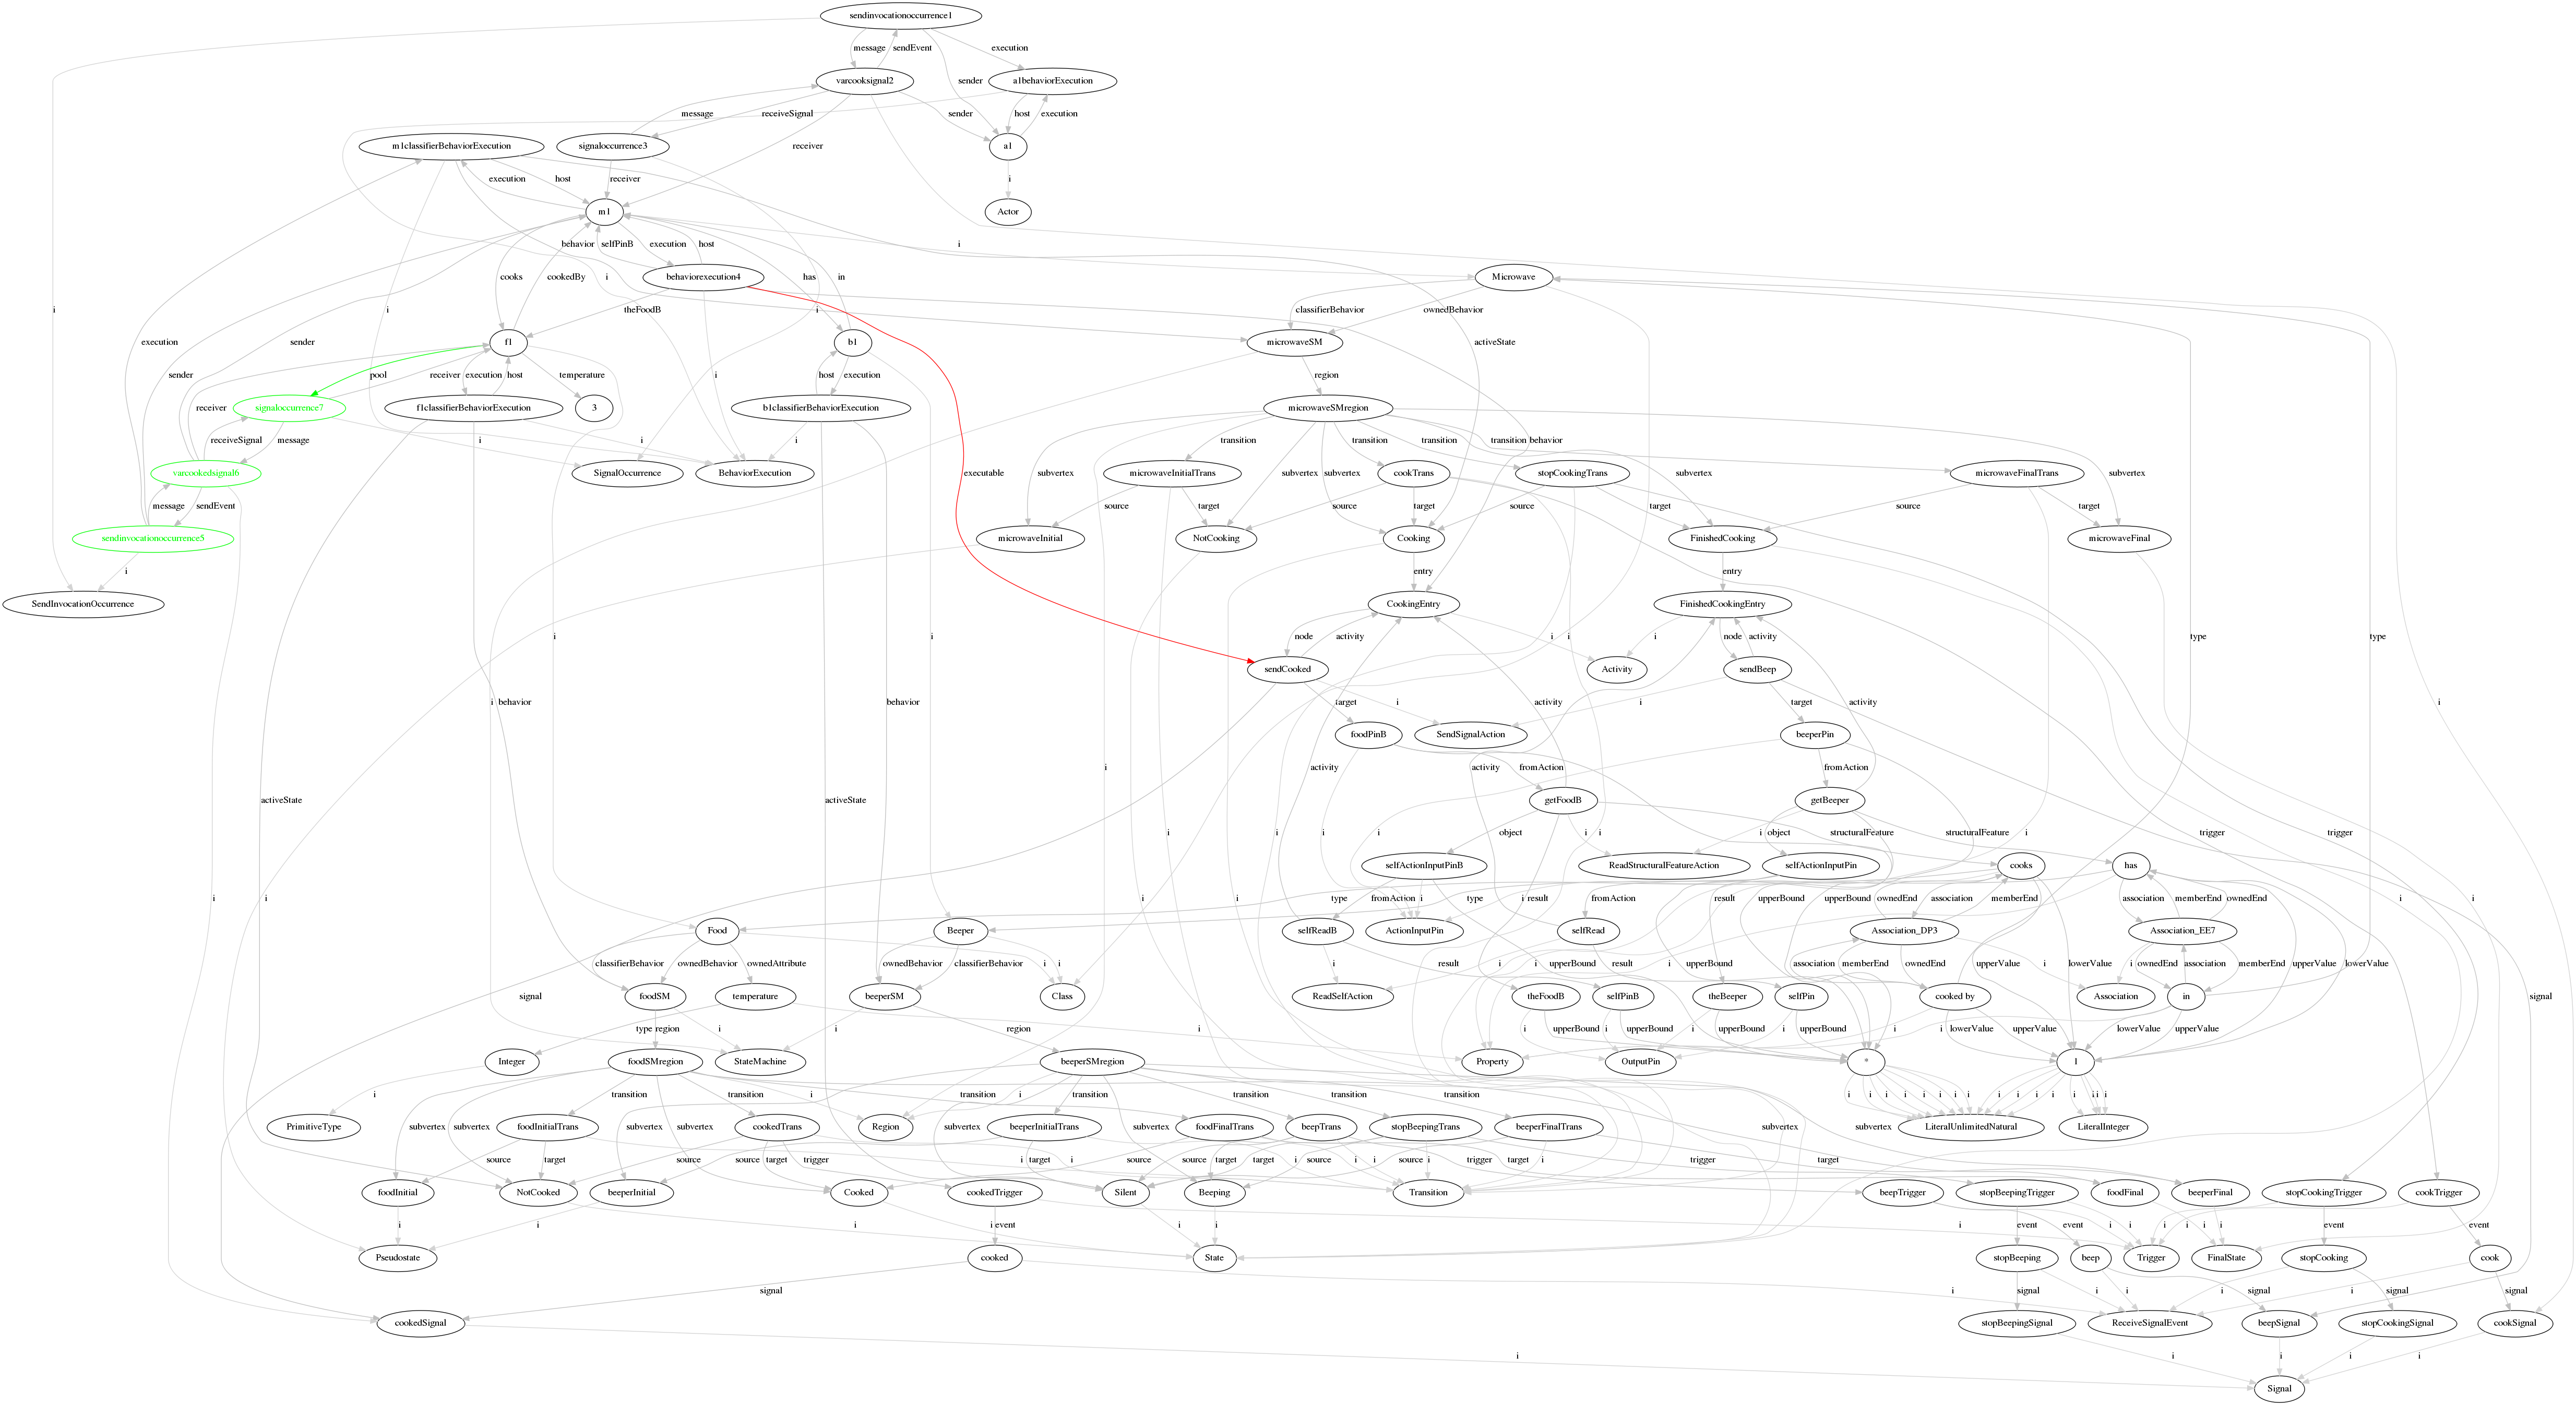 sendinvocationoccurrence1
message sendEvent execution
varcooksignal2 sender a1behaviorExecution
message receiveSignal sender host execution
m1classifierBehaviorExecution signaloccurrence3 receiver a1
execution host receiver i
m1 Actor
behavior selfPinB execution host i
cooks cookedBy i has in
behaviorexecution4 Microwave
i execution sender theFoodB i classifierBehavior ownedBehavior
f1 b1 activeState microwaveSM
sender pool receiver execution host temperature i host execution i region
signaloccurrence7 f1classifierBehaviorExecution 3 b1classifierBehaviorExecution microwaveSMregion
receiver receiveSignal message i i i transition transition transition transition behavior
varcookedsignal6 SignalOccurrence BehaviorExecution subvertex microwaveInitialTrans subvertex subvertex cookTrans stopCookingTrans subvertex microwaveFinalTrans subvertex
message sendEvent executable source target source target source target source target
sendinvocationoccurrence5 microwaveInitial NotCooking Cooking FinishedCooking microwaveFinal
i entry entry
SendInvocationOccurrence CookingEntry FinishedCookingEntry
i i node activity i i i node activity type type
sendCooked Activity sendBeep
i behavior behavior target i i target activity i
foodPinB SendSignalAction beeperPin
activity i activity activity fromAction fromAction
activeState activeState getFoodB getBeeper
i i i i object i i object structuralFeature structuralFeature i trigger trigger
selfActionInputPinB ReadStructuralFeatureAction selfActionInputPin cooks has
i i type fromAction i result type i fromAction result upperBound upperBound ownedEnd association memberEnd association memberEnd ownedEnd i i
Food Beeper selfReadB ActionInputPin selfRead Association_DP3 Association_EE7
signal classifierBehavior ownedBehavior ownedAttribute i ownedBehavior classifierBehavior i i result upperBound i result i upperBound association memberEnd ownedEnd upperValue lowerValue i i ownedEnd association memberEnd upperValue lowerValue signal
foodSM temperature beeperSM Class ReadSelfAction theFoodB selfPinB theBeeper selfPin cooked by Association in
type region i i i region i upperBound i upperBound upperBound i i upperBound lowerValue upperValue i lowerValue upperValue
Integer foodSMregion StateMachine beeperSMregion Property OutputPin * 1
i transition transition i transition i transition transition transition transition i i i i i i i i i i i i i
PrimitiveType subvertex subvertex foodInitialTrans subvertex cookedTrans subvertex Region beeperInitialTrans subvertex subvertex foodFinalTrans beepTrans stopBeepingTrans beeperFinalTrans subvertex subvertex LiteralUnlimitedNatural LiteralInteger
source target source target trigger source i i target source source target target source i i i source i trigger target trigger target
foodInitial NotCooked beeperInitial Cooked cookedTrigger Silent Beeping Transition beepTrigger stopBeepingTrigger foodFinal beeperFinal stopCookingTrigger cookTrigger
i i i i event i i i event event i i i i i event event
Pseudostate cooked State stopBeeping beep Trigger FinalState stopCooking cook
signal i signal i i signal i signal i signal
cookedSignal stopBeepingSignal ReceiveSignalEvent beepSignal stopCookingSignal cookSignal
i i i i i
Signal